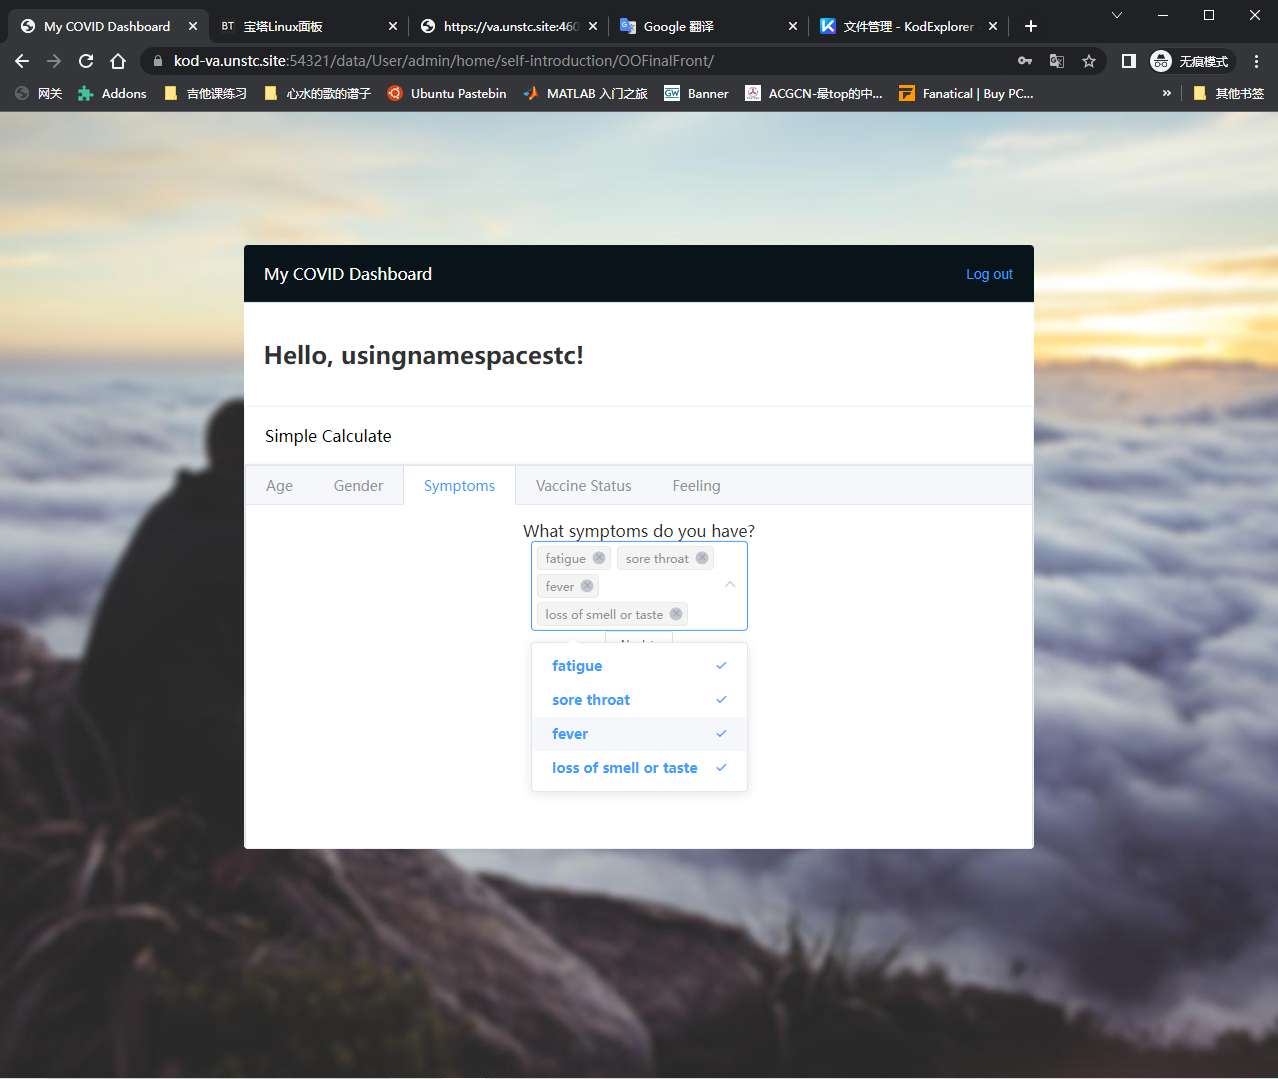 My COVID Dashboard
BT 宝塔Linux面板
https://va.unstc.site:460
Google 翻译
文件管理 - KodExplorer
kod-va.unstc.site:54321/data/User/admin/home/self-introduction/OOFinalFront/
无痕模式
网关
Addons
吉他课练习
心水的歌的谱子
Ubuntu Pastebin
MATLAB 入门之旅
GW Banner
ACGCN-最top的中...
Fanatical | Buy PC...
»
其他书签
My COVID Dashboard
Log out
Hello, usingnamespacestc!
Simple Calculate
Age
Gender
Symptoms
Vaccine Status
Feeling
What symptoms do you have?
fatigue
sore throat
fever
loss of smell or taste
fatigue
sore throat
fever
loss of smell or taste